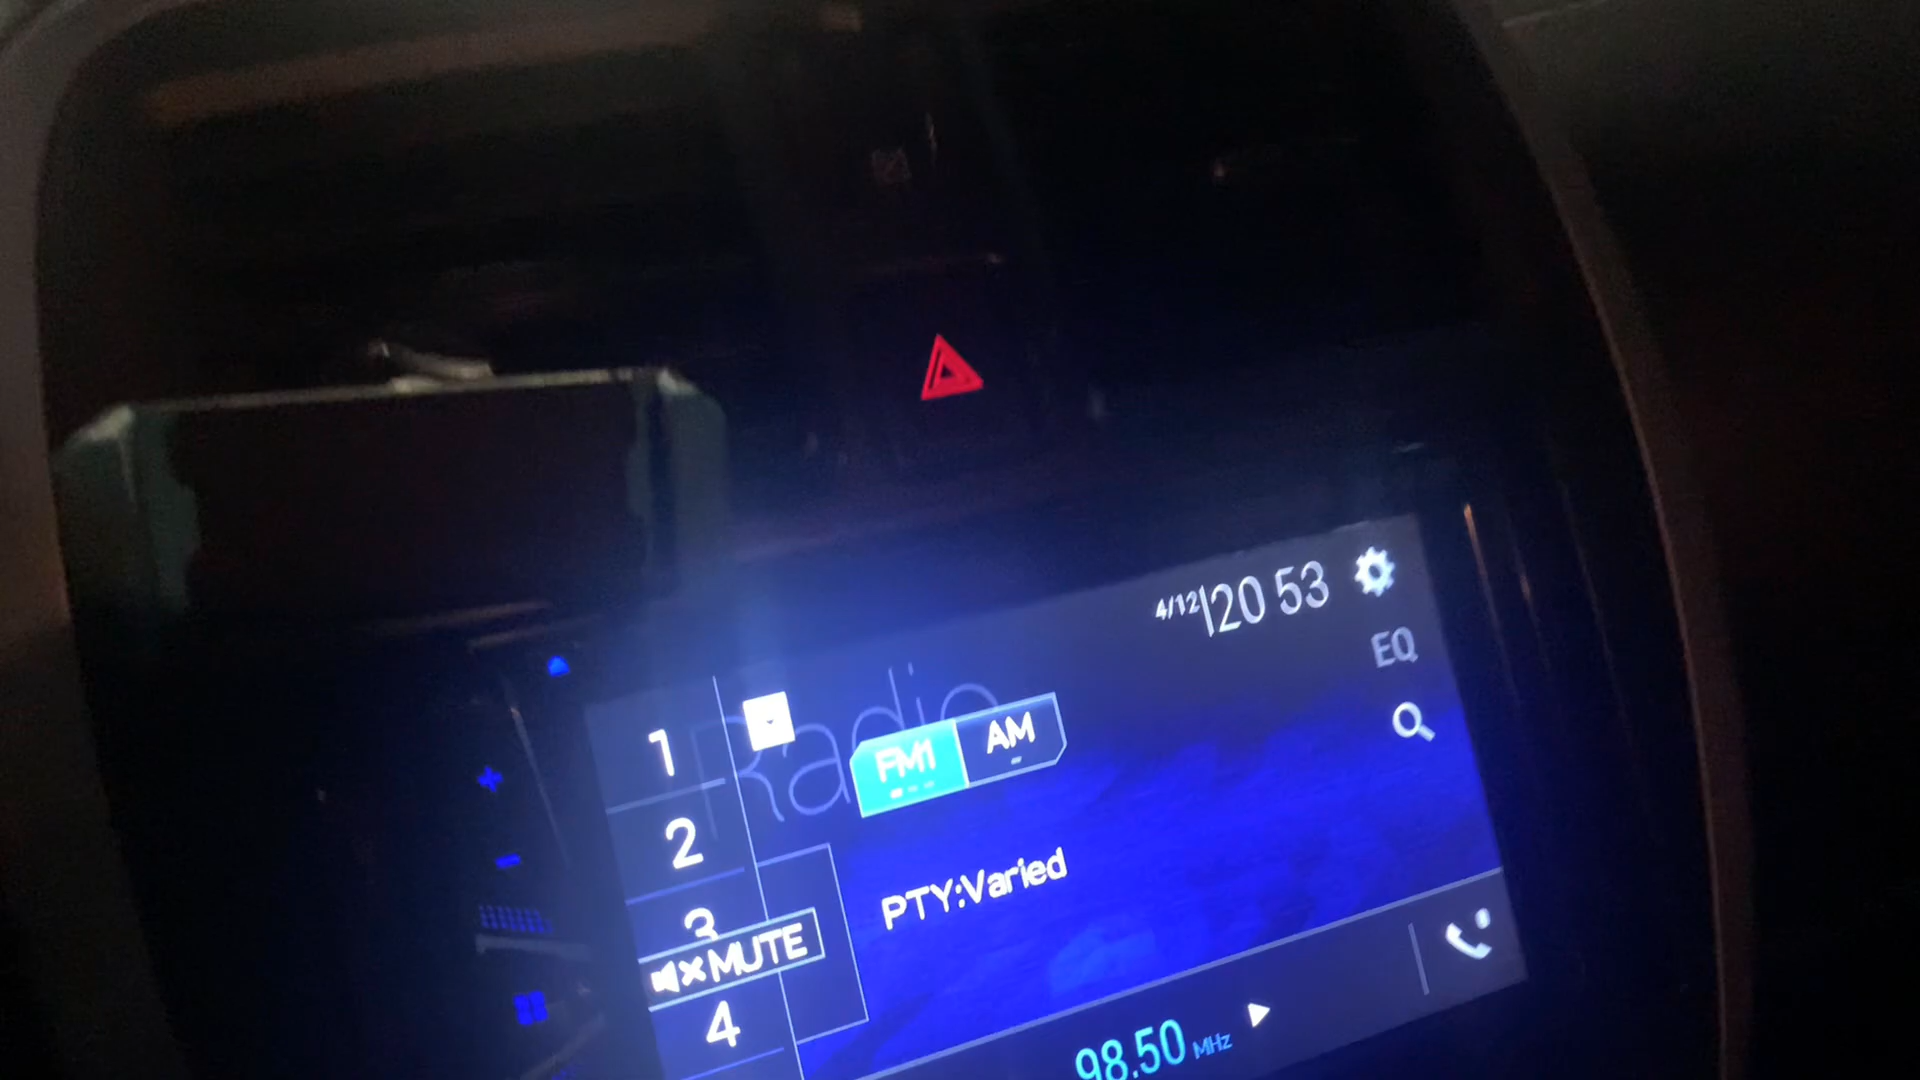 4/12 20 53
EQ
Radio
FM1 AM
1
2
3
MUTE
4
PTY:Varied
98.50 MHz